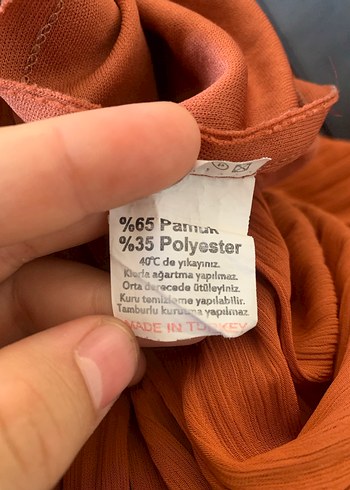 %65 Pamuk
%35 Polyester
40°C de yıkayınız.
Klorla ağartma yapılmaz.
Orta derecede ütüleyiniz.
Kuru temizleme yapılabilir.
Tamburlu kurutma yapılmaz.
MADE IN TURKEY